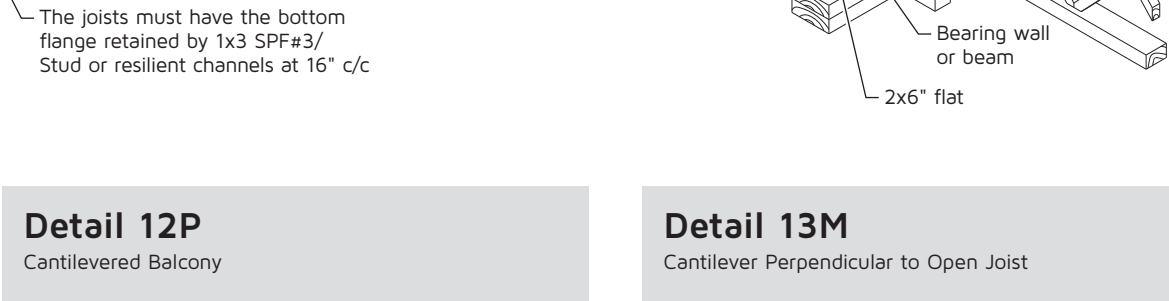 The joists must have the bottom
flange retained by 1x3 SPF#3/
Stud or resilient channels at 16" c/c
Bearing wall
or beam
2x6" flat
Detail 12P
Cantilevered Balcony
Detail 13M
Cantilever Perpendicular to Open Joist